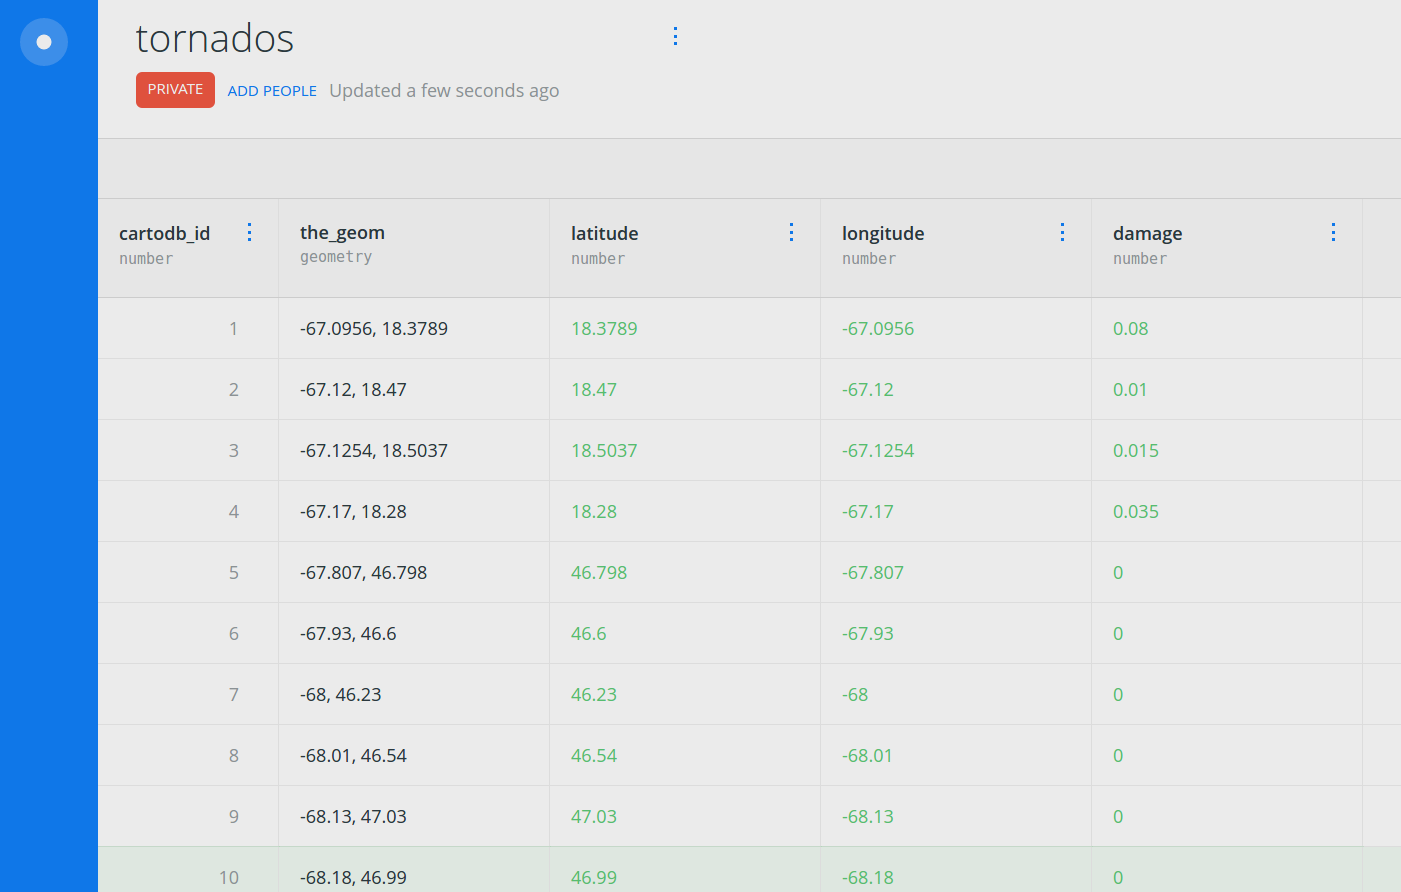 tornados
PRIVATE ADD PEOPLE Updated a few seconds ago
cartodb_id the_geom latitude longitude damage
number geometry number number number
1 -67.0956, 18.3789 18.3789 -67.0956 0.08
2 -67.12, 18.47 18.47 -67.12 0.01
3 -67.1254, 18.5037 18.5037 -67.1254 0.015
4 -67.17, 18.28 18.28 -67.17 0.035
5 -67.807, 46.798 46.798 -67.807 0
6 -67.93, 46.6 46.6 -67.93 0
7 -68, 46.23 46.23 -68 0
8 -68.01, 46.54 46.54 -68.01 0
9 -68.13, 47.03 47.03 -68.13 0
10 -68.18, 46.99 46.99 -68.18 0